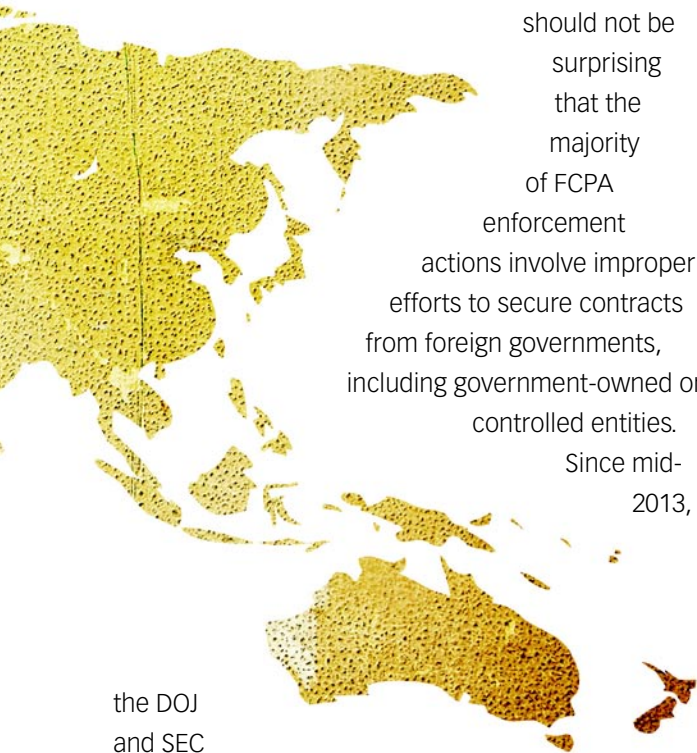 should not be
surprising
that the
majority
of FCPA
enforcement
actions involve improper
efforts to secure contracts
from foreign governments,
including government-owned or
controlled entities.
Since mid-
2013,
the DOJ
and SEC